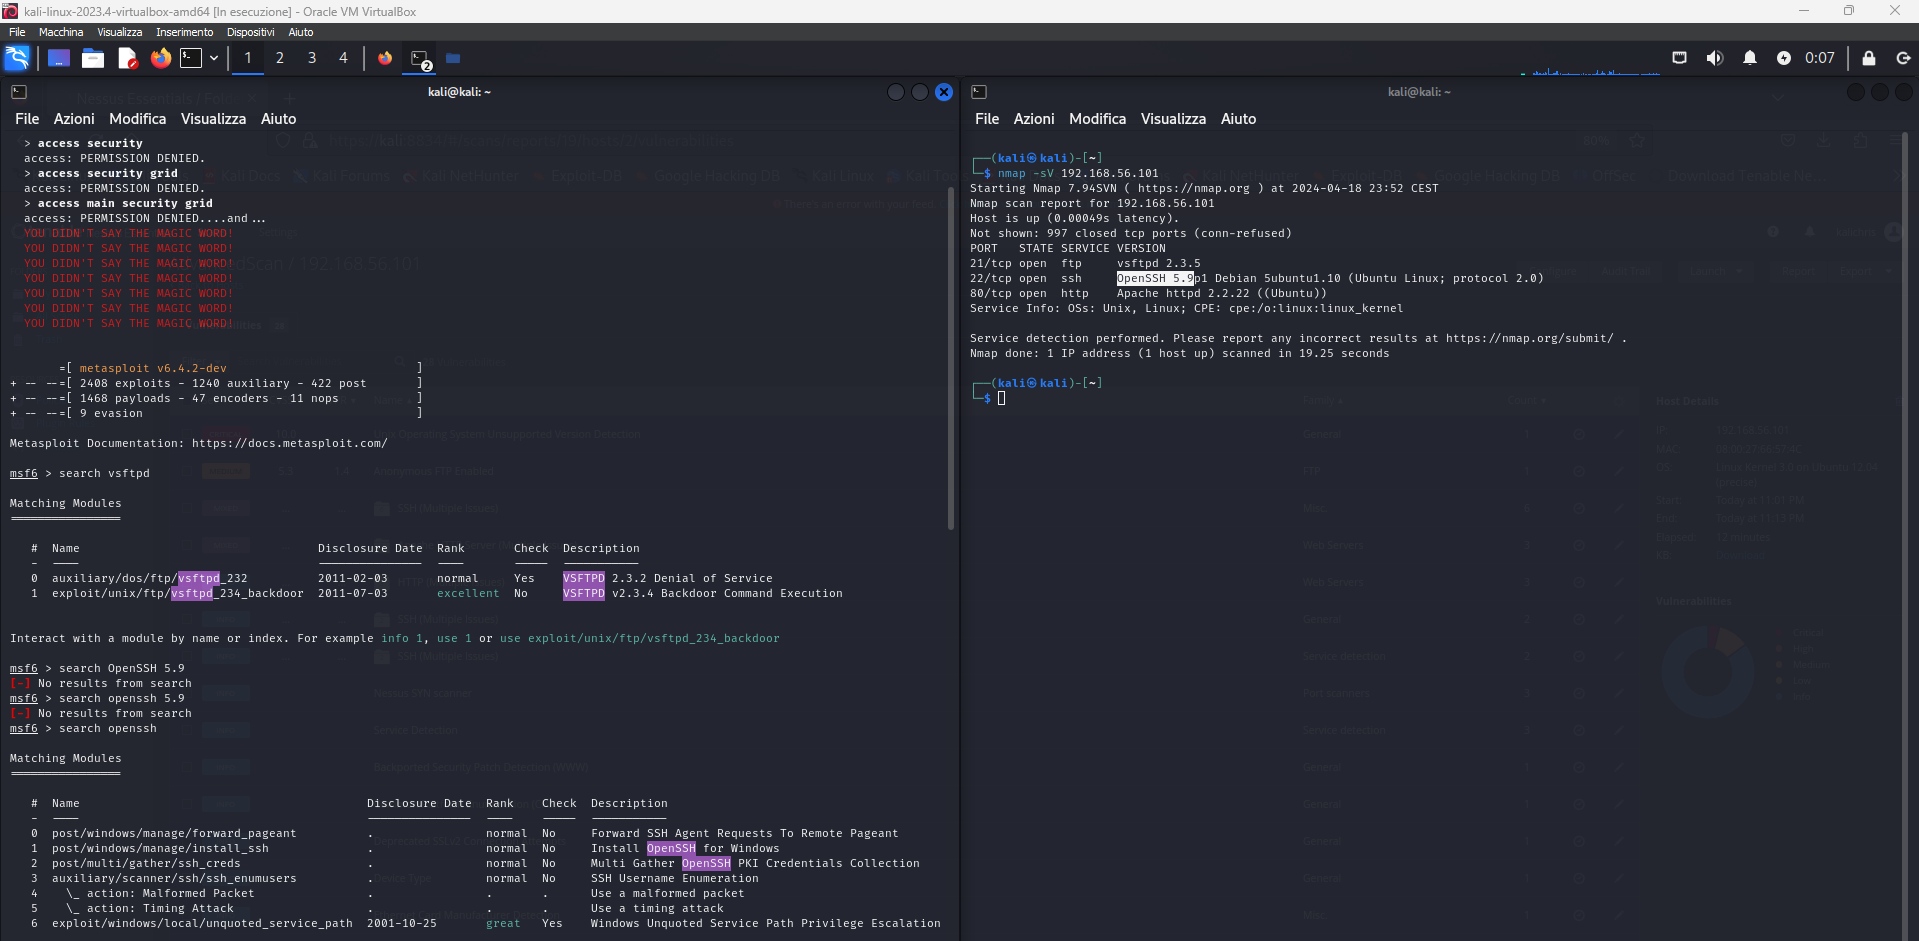 kali-linux-2023.4-virtualbox-amd64 [In esecuzione] - Oracle VM VirtualBox
File Macchina Visualizza Inserimento Dispositivi Aiuto
1 2 3 4 2 0:07
kali@kali: ~
File Azioni Modifica Visualizza Aiuto
> access security
access: PERMISSION DENIED.
> access security grid
access: PERMISSION DENIED.
> access main security grid
access: PERMISSION DENIED....and...
YOU DIDN'T SAY THE MAGIC WORD!
YOU DIDN'T SAY THE MAGIC WORD!
YOU DIDN'T SAY THE MAGIC WORD!
YOU DIDN'T SAY THE MAGIC WORD!
YOU DIDN'T SAY THE MAGIC WORD!
YOU DIDN'T SAY THE MAGIC WORD!
YOU DIDN'T SAY THE MAGIC WORD!
=[ metasploit v6.4.2-dev ]
+ -- --=[ 2408 exploits - 1240 auxiliary - 422 post ]
+ -- --=[ 1468 payloads - 47 encoders - 11 nops ]
+ -- --=[ 9 evasion ]
Metasploit Documentation: https://docs.metasploit.com/
msf6 > search vsftpd
Matching Modules
================
# Name Disclosure Date Rank Check Description
- ---- --------------- ---- ----- -----------
0 auxiliary/dos/ftp/vsftpd_232 2011-02-03 normal Yes VSFTPD 2.3.2 Denial of Service
1 exploit/unix/ftp/vsftpd_234_backdoor 2011-07-03 excellent No VSFTPD v2.3.4 Backdoor Command Execution
Interact with a module by name or index. For example info 1, use 1 or use exploit/unix/ftp/vsftpd_234_backdoor
msf6 > search OpenSSH 5.9
[-] No results from search
msf6 > search openssh 5.9
[-] No results from search
msf6 > search openssh
Matching Modules
================
# Name Disclosure Date Rank Check Description
- ---- --------------- ---- ----- -----------
0 post/windows/manage/forward_pageant . normal No Forward SSH Agent Requests To Remote Pageant
1 post/windows/manage/install_ssh . normal No Install OpenSSH for Windows
2 post/multi/gather/ssh_creds . normal No Multi Gather OpenSSH PKI Credentials Collection
3 auxiliary/scanner/ssh/ssh_enumusers . normal No SSH Username Enumeration
4 \_ action: Malformed Packet . . . Use a malformed packet
5 \_ action: Timing Attack . . . Use a timing attack
6 exploit/windows/local/unquoted_service_path 2001-10-25 great Yes Windows Unquoted Service Path Privilege Escalation
kali@kali: ~
File Azioni Modifica Visualizza Aiuto
┌──(kali㉿kali)-[~]
└─$ nmap -sV 192.168.56.101
Starting Nmap 7.94SVN ( https://nmap.org ) at 2024-04-18 23:52 CEST
Nmap scan report for 192.168.56.101
Host is up (0.00049s latency).
Not shown: 997 closed tcp ports (conn-refused)
PORT STATE SERVICE VERSION
21/tcp open ftp vsftpd 2.3.5
22/tcp open ssh OpenSSH 5.9p1 Debian 5ubuntu1.10 (Ubuntu Linux; protocol 2.0)
80/tcp open http Apache httpd 2.2.22 ((Ubuntu))
Service Info: OSs: Unix, Linux; CPE: cpe:/o:linux:linux_kernel
Service detection performed. Please report any incorrect results at https://nmap.org/submit/ .
Nmap done: 1 IP address (1 host up) scanned in 19.25 seconds
┌──(kali㉿kali)-[~]
└─$